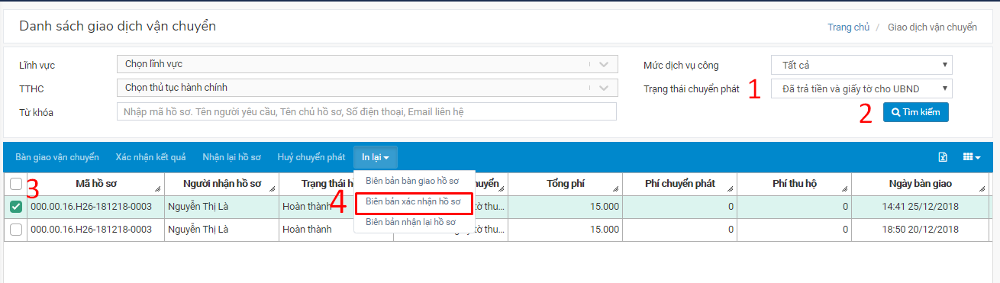 Danh sách giao dịch vận chuyển
Trang chủ / Giao dịch vận chuyển
Lĩnh vực
Chọn lĩnh vực
Mức dịch vụ công
Tất cả
TTHC
Chọn thủ tục hành chính
Trạng thái chuyển phát
1
Đã trả tiền và giấy tờ cho UBND
Từ khóa
Nhập mã hồ sơ. Tên người yêu cầu, Tên chủ hồ sơ, Số điện thoại, Email liên hệ
2
Tìm kiếm
Bàn giao vận chuyển Xác nhận kết quả Nhận lại hồ sơ Huỷ chuyển phát In lại
Biên bản bàn giao hồ sơ
Biên bản xác nhận hồ sơ
Biên bản nhận lại hồ sơ
3
4
Mã hồ sơ Người nhận hồ sơ Trạng thái h uyển Tổng phí Phí chuyển phát Phí thu hộ Ngày bàn giao
000.00.16.H26-181218-0003 Nguyễn Thị Là Hoàn thành tờ thu... 15.000 0 0 14:41 25/12/2018
000.00.16.H26-181218-0003 Nguyễn Thị Là Hoàn thành tờ thu... 15.000 0 0 18:50 20/12/2018